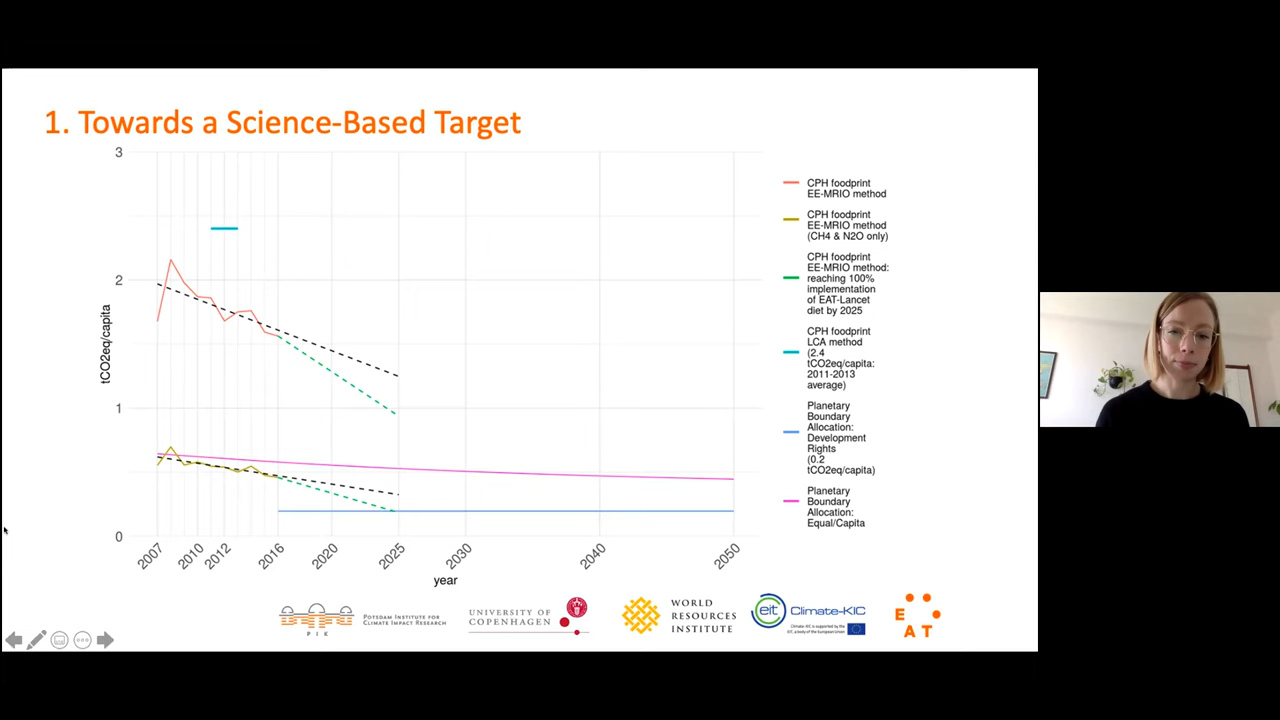 1. Towards a Science-Based Target
3
2
1
0
tCO2eq/capita
2007
2010
2012
2016
2020
2025
2030
2040
2050
year
CPH foodprint
EE-MRIO method
CPH foodprint
EE-MRIO method
(CH4 & N2O only)
CPH foodprint
EE-MRIO method:
reaching 100%
implementation
of EAT-Lancet
diet by 2025
CPH foodprint
LCA method
(2.4
tCO2eq/capita:
2011-2013
average)
Planetary
Boundary
Allocation:
Development
Rights
(0.2
tCO2eq/capita)
Planetary
Boundary
Allocation:
Equal/Capita
PIK
POTSDAM INSTITUTE FOR
CLIMATE IMPACT RESEARCH
UNIVERSITY OF
COPENHAGEN
WORLD
RESOURCES
INSTITUTE
eit
Climate-KIC
Climate-KIC is supported by the
EIT, a body of the European Union
E
AT